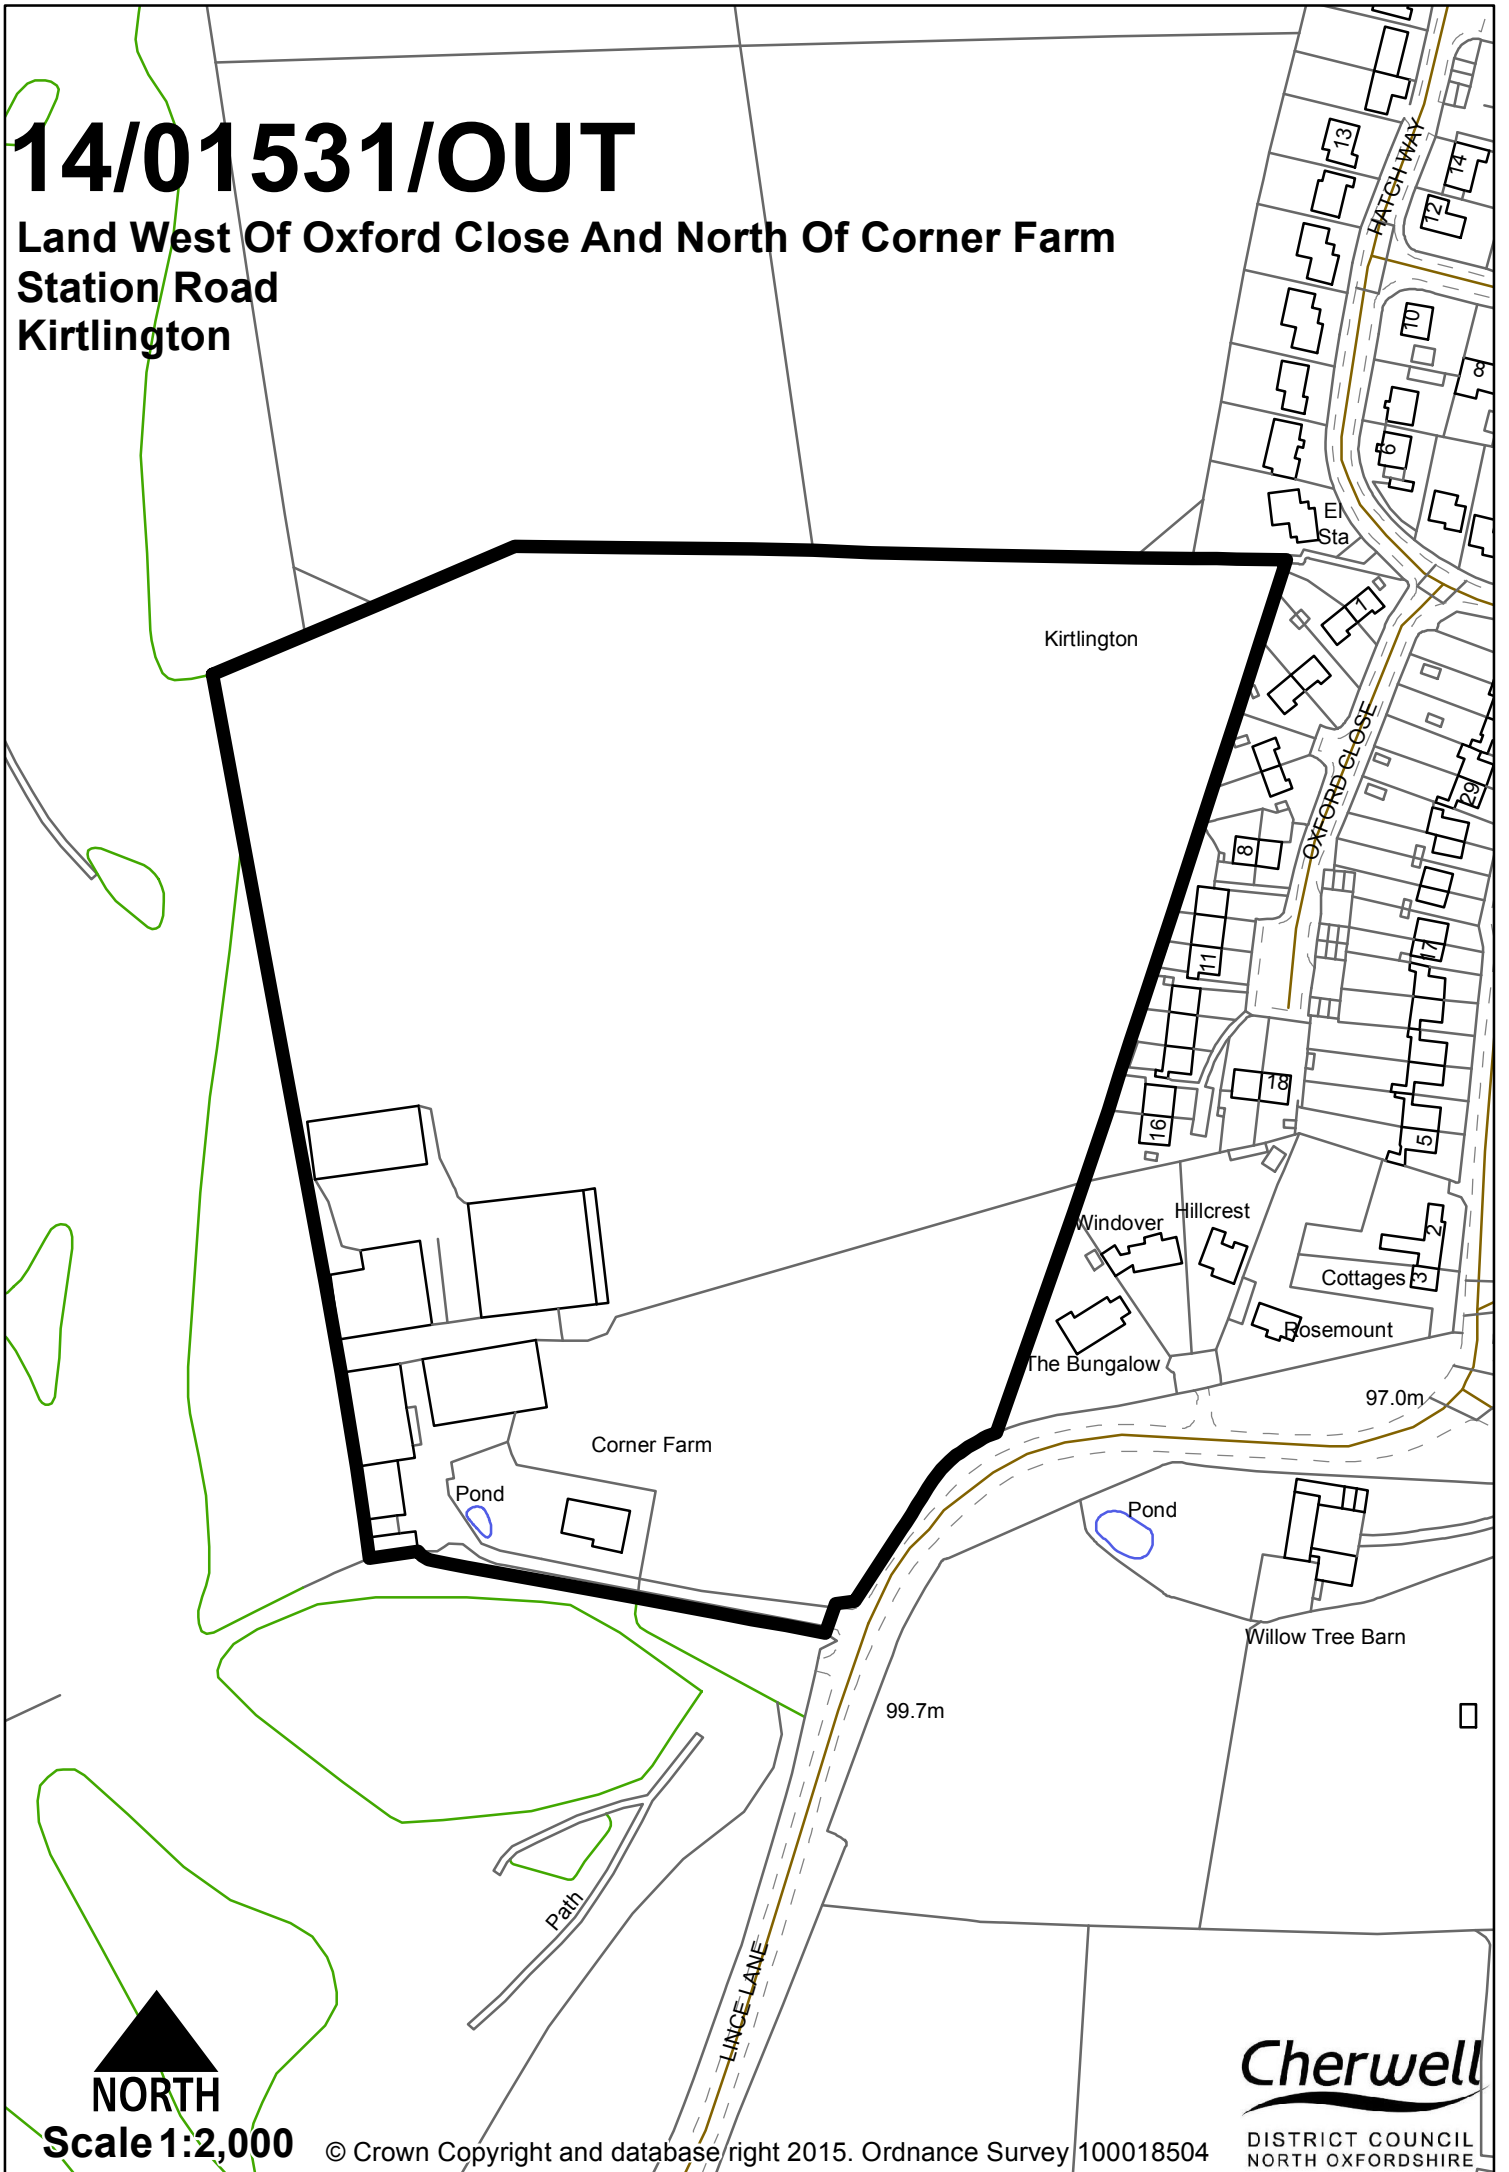 14/01531/OUT
Land West Of Oxford Close And North Of Corner Farm
Station Road
Kirtlington
13
HATCH WAY
14
12
10
8
6
El
Sta
Kirtlington
1
OXFORD CLOSE
29
8
17
11
18
16
5
Windover
Hillcrest
2
Cottages
3
Rosemount
The Bungalow
97.0m
Corner Farm
Pond
Pond
Willow Tree Barn
99.7m
Path
LINCE LANE
NORTH
Scale 1:2,000
© Crown Copyright and database right 2015. Ordnance Survey 100018504
Cherwell
DISTRICT COUNCIL
NORTH OXFORDSHIRE